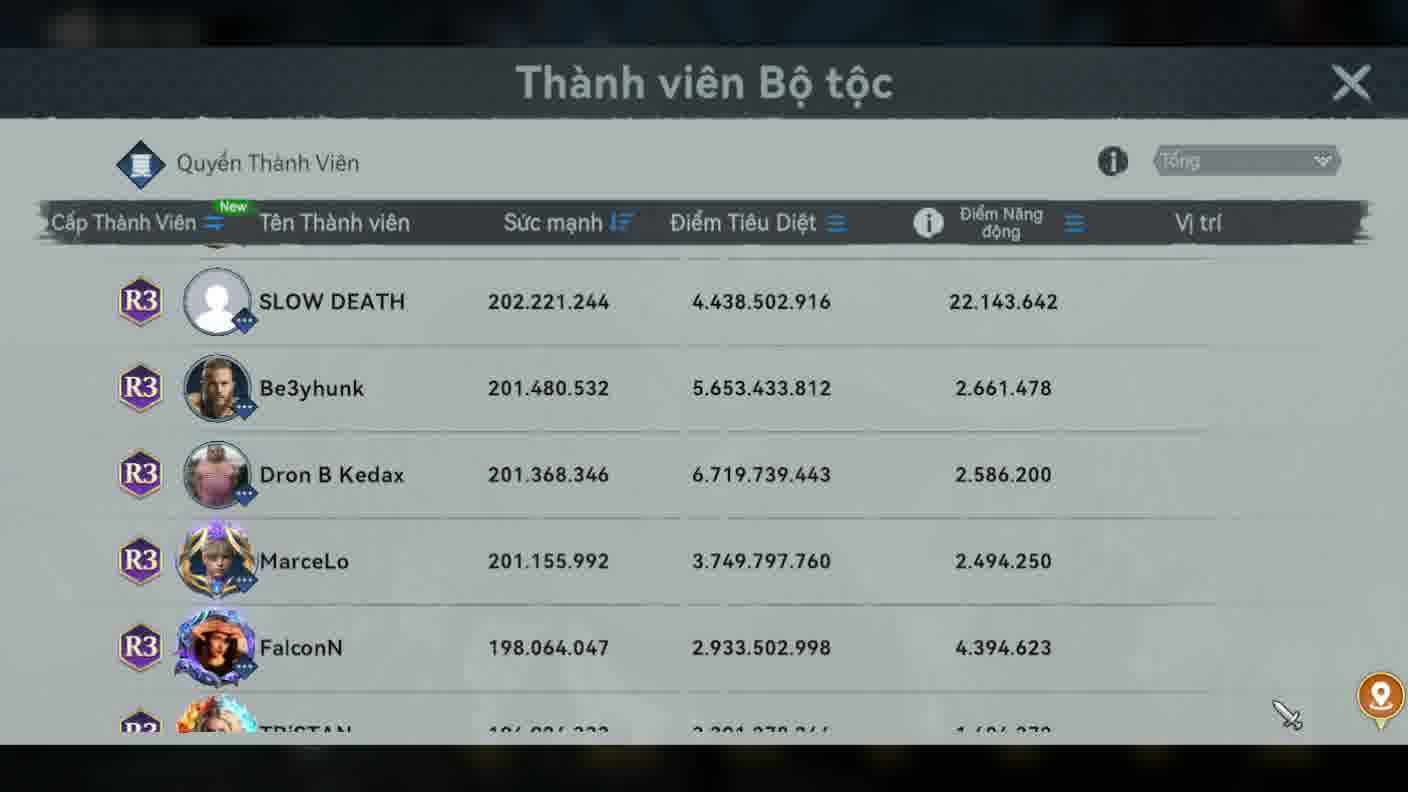 Thành viên Bộ tộc
Quyển Thành Viên
Tổng
New
Cấp Thành Viên Tên Thành viên Sức mạnh Điểm Tiêu Diệt Điểm Năng động Vị trí
R3 SLOW DEATH 202.221.244 4.438.502.916 22.143.642
R3 Be3yhunk 201.480.532 5.653.433.812 2.661.478
R3 Dron B Kedax 201.368.346 6.719.739.443 2.586.200
R3 MarceLo 201.155.992 3.749.797.760 2.494.250
R3 FalconN 198.064.047 2.933.502.998 4.394.623
R3 TRiSTAN